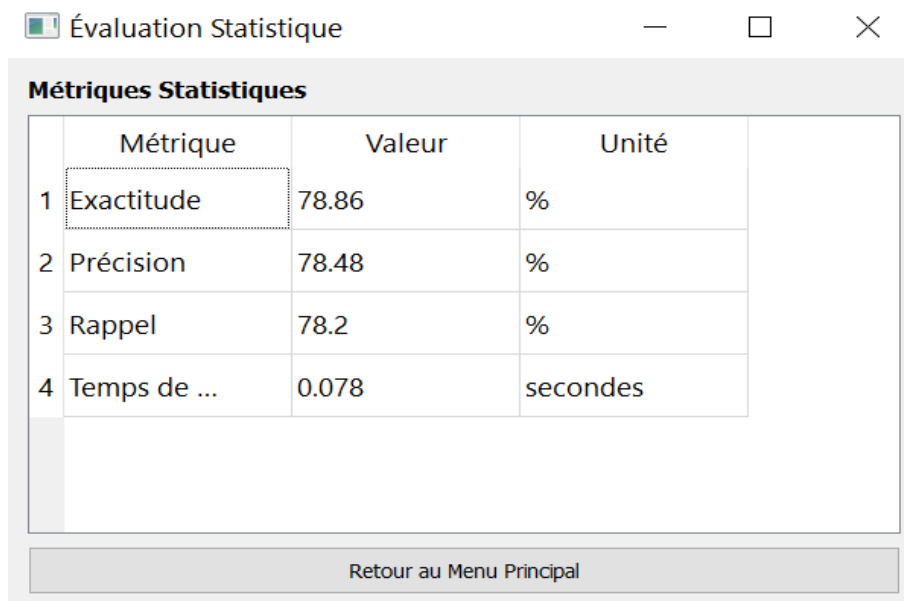 Évaluation Statistique
Métriques Statistiques
Métrique Valeur Unité
1 Exactitude 78.86 %
2 Précision 78.48 %
3 Rappel 78.2 %
4 Temps de ... 0.078 secondes
Retour au Menu Principal